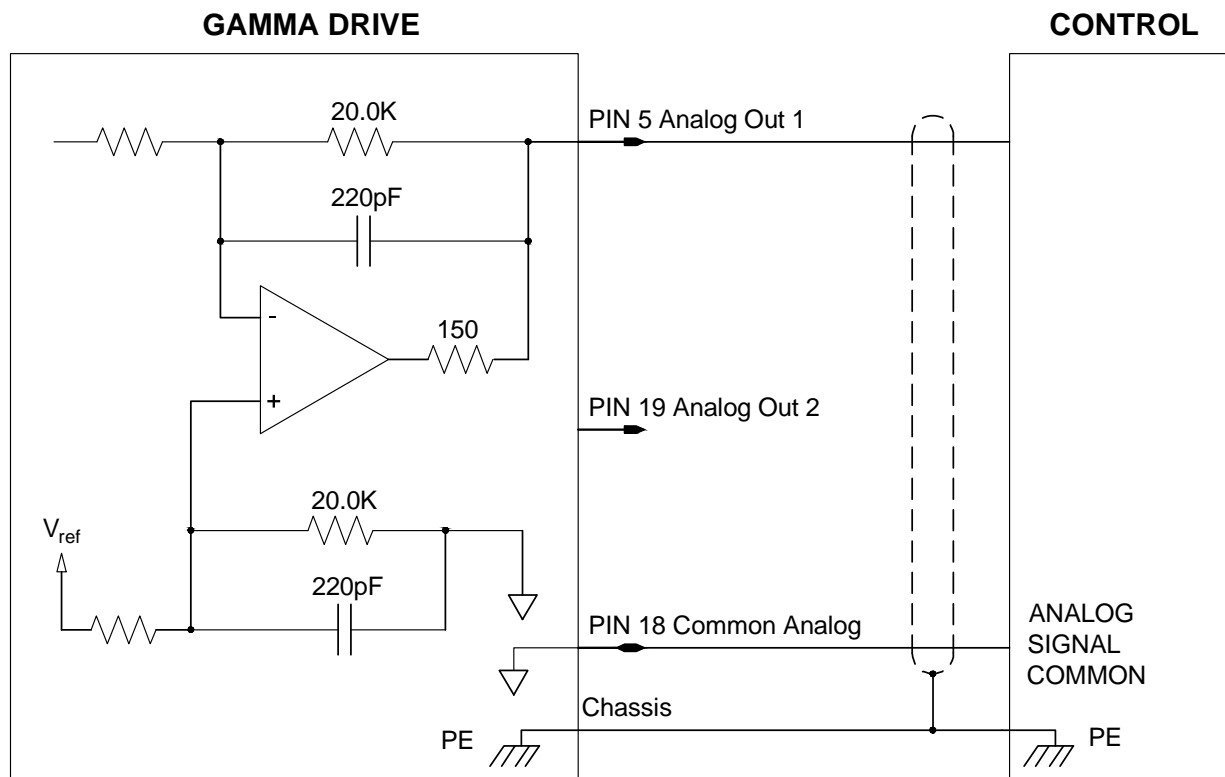 GAMMA DRIVE
CONTROL
20.0K
PIN 5 Analog Out 1
220pF
-
150
+
PIN 19 Analog Out 2
20.0K
Vref
220pF
PIN 18 Common Analog
ANALOG
SIGNAL
COMMON
Chassis
PE
PE